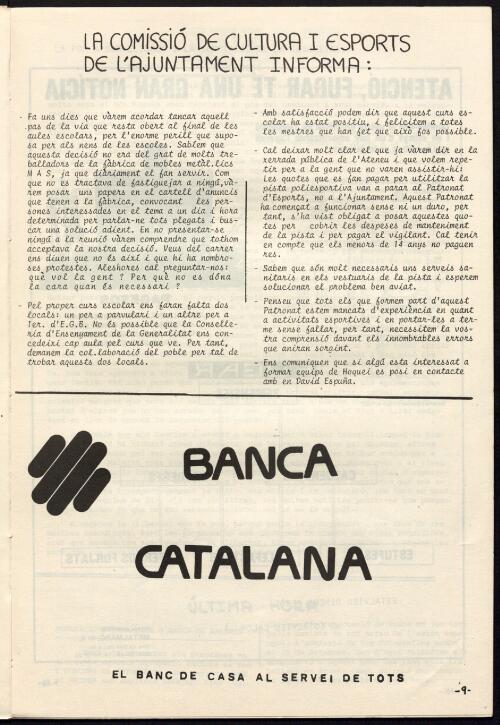 LA COMISSIÓ DE CULTURA I ESPORTS
DE L'AJUNTAMENT INFORMA:
- Fa uns dies que vàrem acordar tancar aquell
pas de la via que resta obert al final de les
aules escolars, per l'enorme perill que supo-
sa per als nens de les escoles. Sabíem que
aquesta decisió no era del grat de molts tre-
balladors de la fàbrica de mobles metàl.lics
M A S, ja que diàriament el fan servir. Com
que no es tractava de fastiguejar a ningú,và-
rem posar uns papers en el cartell d'anuncis
que tenen a la fàbrica, convocant les per-
sones interessades en el tema a un dia i hora
determinada per parlar-ne tots plegats i bus-
car una solució adient. En no presentar-se
ningú a la reunió vàrem comprendre que tothom
acceptava la nostra decisió. Veus del carrer
ens diuen que no és així i que hi ha nombro-
ses protestes. Aleshores cal preguntar-nos:
què vol la gent ? Per què no es dóna
la cara quan és necessari ?
- Pel proper curs escolar ens faran falta dos
locals: un per a parvulari i un altre per a
1er. d'E.G.B. No és possible que la Conselle-
ria d'Ensenyament de la Generalitat ens con-
cedeixi cap aula pel curs que ve. Per tant,
demanem la col.laboració del poble per tal de
trobar aquests dos locals.
- Amb satisfacció podem dir que aquest curs es-
colar ha estat positiu, i felicitem a totes
les mestres que han fet que això fos possible.
- Cal deixar molt clar el que ja vàrem dir en la
xerrada pública de l'Ateneu i que volem repe-
tir per a la gent que no varen assistir-hi:
les quotes que es fan pagar per utilitzar la
pista poliesportiva van a parar al Patronat
d'Esports, no a l'Ajuntament. Aquest Patronat
ha començat a funcionar sense ni un duro, per
tant, s'ha vist obligat a posar aquestes quo-
tes per cobrir les despeses de manteniment
de la pista i per pagar el vigilant. Cal tenir
en compte que els menors de 14 anys no paguen
res.
- Sabem que són molt necessaris uns serveis sa-
nitaris en els vestuaris de la pista i esperem
solucionar el problema ben aviat.
- Penseu que tots els que formem part d'aquest
Patronat estem mancats d'experiència en quant
a activitats esportives i en portar-les a ter-
me sense fallar, per tant, necessitem la vos-
tra comprensió davant els innombrables errors
que aniran sorgint.
- Ens comuniquen que si algú esta interessat a
formar equips de Hoquei es posi en contacte
amb en David España.
BANCA
CATALANA
EL BANC DE CASA AL SERVEI DE TOTS
-9-